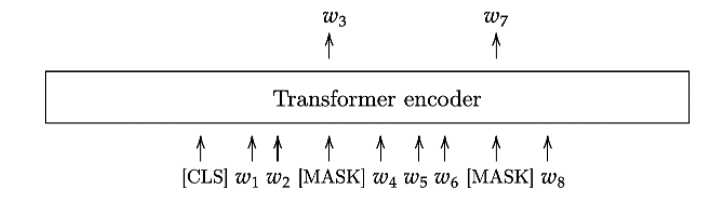 w₃ w₇
Transformer encoder
[CLS] w₁ w₂ [MASK] w₄ w₅ w₆ [MASK] w₈